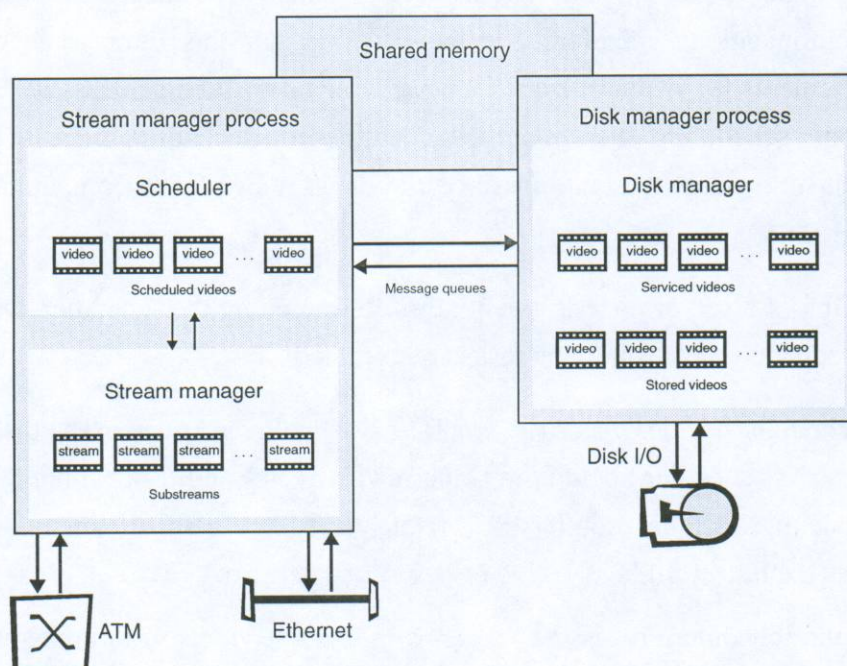 Shared memory
Stream manager process
Scheduler
video video video ... video
Scheduled videos
Stream manager
stream stream stream ... stream
Substreams
Message queues
Disk manager process
Disk manager
video video video ... video
Serviced videos
video video video ... video
Stored videos
Disk I/O
ATM
Ethernet